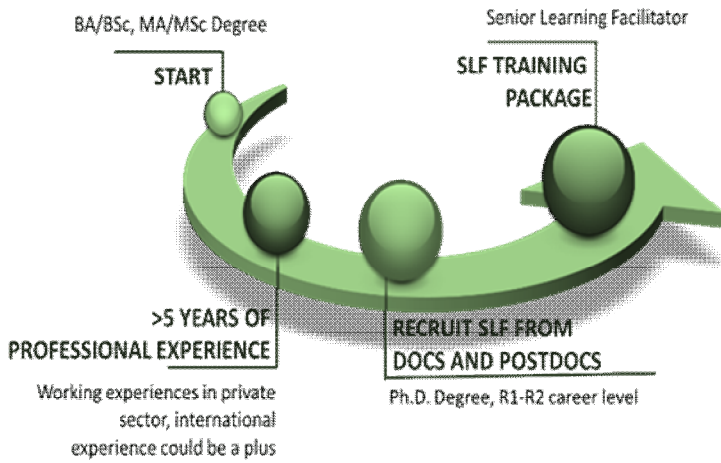 BA/BSc, MA/MSc Degree
START
Senior Learning Facilitator
SLF TRAINING
PACKAGE
>5 YEARS OF
PROFESSIONAL EXPERIENCE
Working experiences in private
sector, international
experience could be a plus
RECRUIT SLF FROM
DOCS AND POSTDOCS
Ph.D. Degree, R1-R2 career level